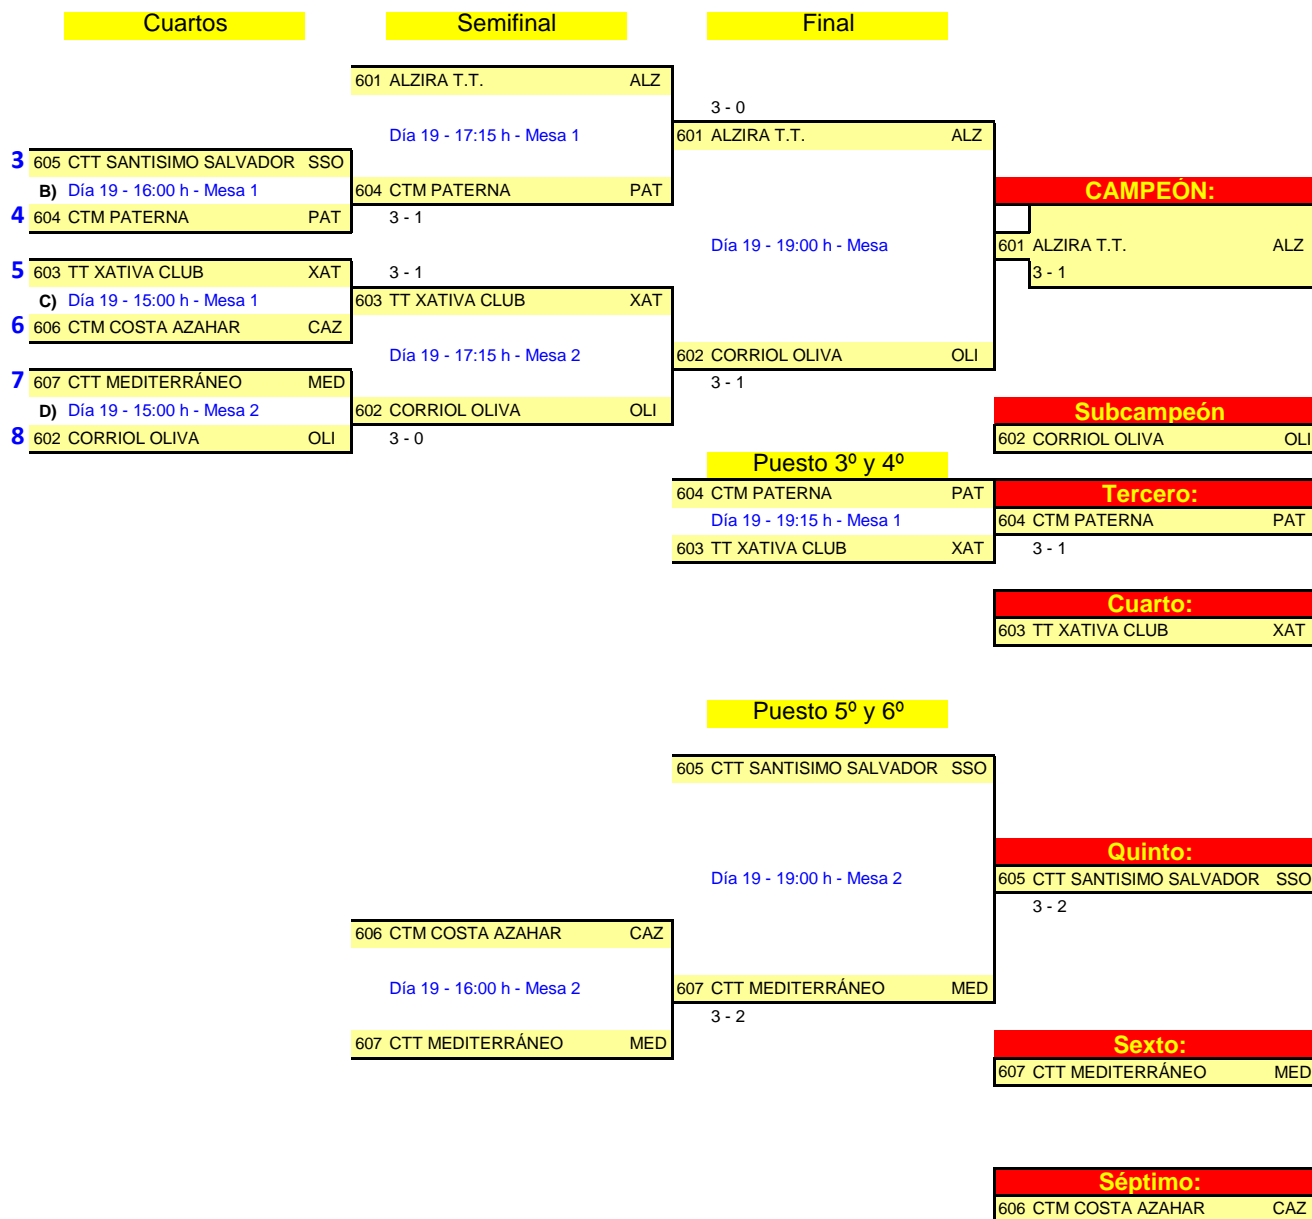 Cuartos Semifinal Final
601 ALZIRA T.T. ALZ
3 - 0
Día 19 - 17:15 h - Mesa 1 601 ALZIRA T.T. ALZ
3 605 CTT SANTISIMO SALVADOR SSO
B) Día 19 - 16:00 h - Mesa 1 604 CTM PATERNA PAT CAMPEÓN:
4 604 CTM PATERNA PAT 3 - 1
Día 19 - 19:00 h - Mesa 601 ALZIRA T.T. ALZ
5 603 TT XATIVA CLUB XAT 3 - 1 3 - 1
C) Día 19 - 15:00 h - Mesa 1 603 TT XATIVA CLUB XAT
6 606 CTM COSTA AZAHAR CAZ
Día 19 - 17:15 h - Mesa 2 602 CORRIOL OLIVA OLI
7 607 CTT MEDITERRÁNEO MED 3 - 1
D) Día 19 - 15:00 h - Mesa 2 602 CORRIOL OLIVA OLI Subcampeón
8 602 CORRIOL OLIVA OLI 3 - 0 602 CORRIOL OLIVA OLI
Puesto 3º y 4º
604 CTM PATERNA PAT Tercero:
Día 19 - 19:15 h - Mesa 1 604 CTM PATERNA PAT
603 TT XATIVA CLUB XAT 3 - 1
Cuarto:
603 TT XATIVA CLUB XAT
Puesto 5º y 6º
605 CTT SANTISIMO SALVADOR SSO
Quinto:
Día 19 - 19:00 h - Mesa 2 605 CTT SANTISIMO SALVADOR SSO
3 - 2
606 CTM COSTA AZAHAR CAZ
Día 19 - 16:00 h - Mesa 2 607 CTT MEDITERRÁNEO MED
3 - 2
607 CTT MEDITERRÁNEO MED Sexto:
607 CTT MEDITERRÁNEO MED
Séptimo:
606 CTM COSTA AZAHAR CAZ